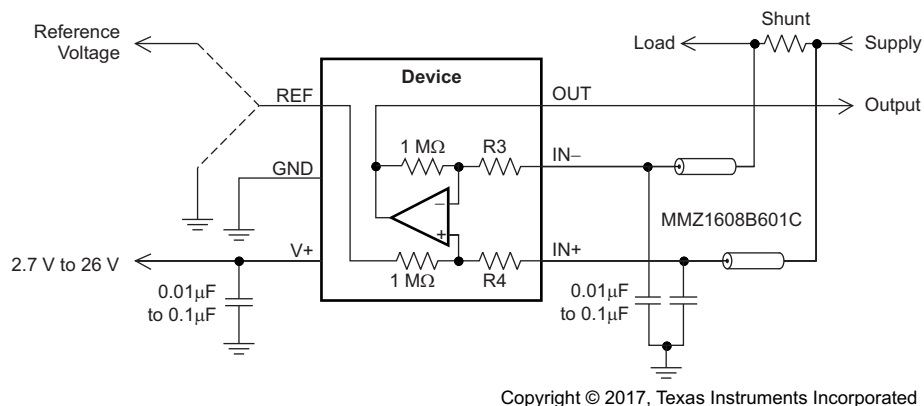 Shunt
Reference
Voltage
Load
Supply
Device
REF
OUT
Output
1 MΩ
R3
IN–
GND
–
MMZ1608B601C
+
V+
IN+
2.7 V to 26 V
1 MΩ
R4
0.01μF
to 0.1μF
0.01μF
to 0.1μF
Copyright © 2017, Texas Instruments Incorporated